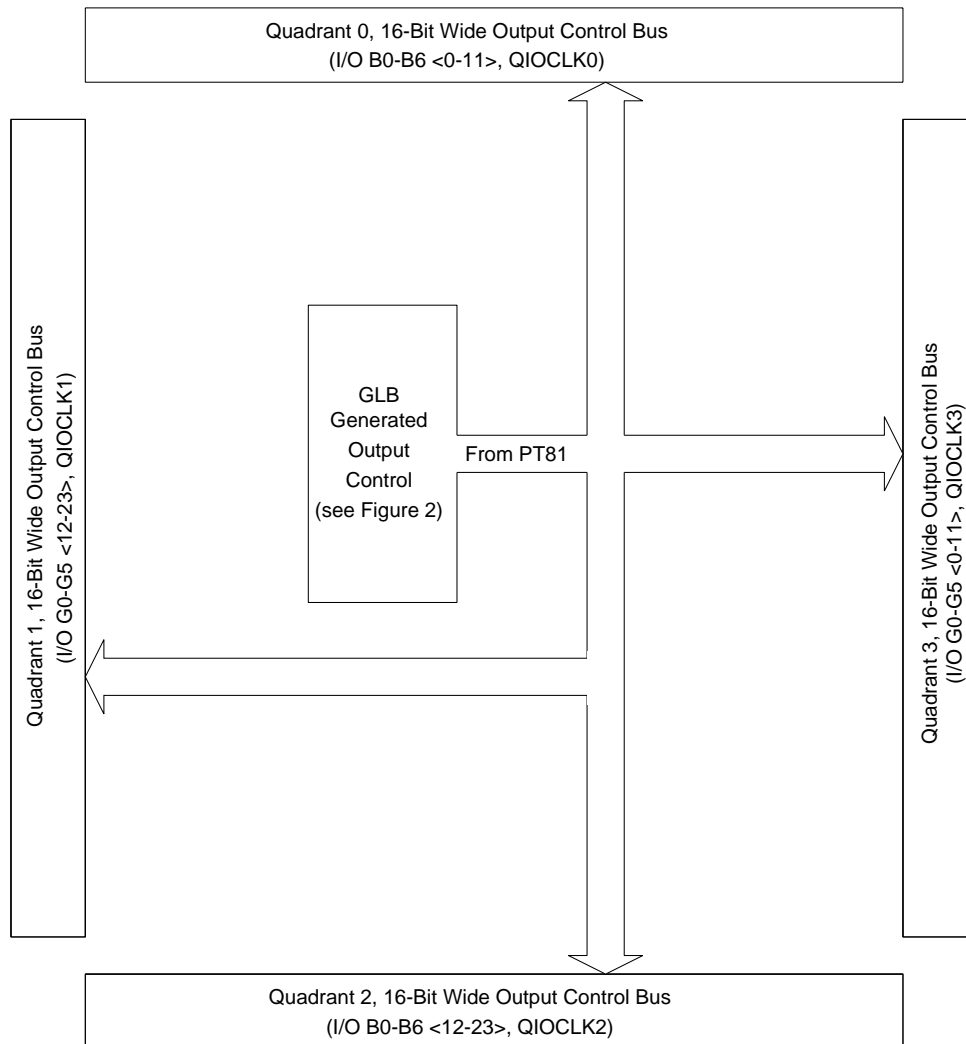 Quadrant 0, 16-Bit Wide Output Control Bus
(I/O B0-B6 <0-11>, QIOCLK0)
Quadrant 1, 16-Bit Wide Output Control Bus
(I/O G0-G5 <12-23>, QIOCLK1)
GLB
Generated
Output
Control
(see Figure 2)
From PT81
Quadrant 3, 16-Bit Wide Output Control Bus
(I/O G0-G5 <0-11>, QIOCLK3)
Quadrant 2, 16-Bit Wide Output Control Bus
(I/O B0-B6 <12-23>, QIOCLK2)